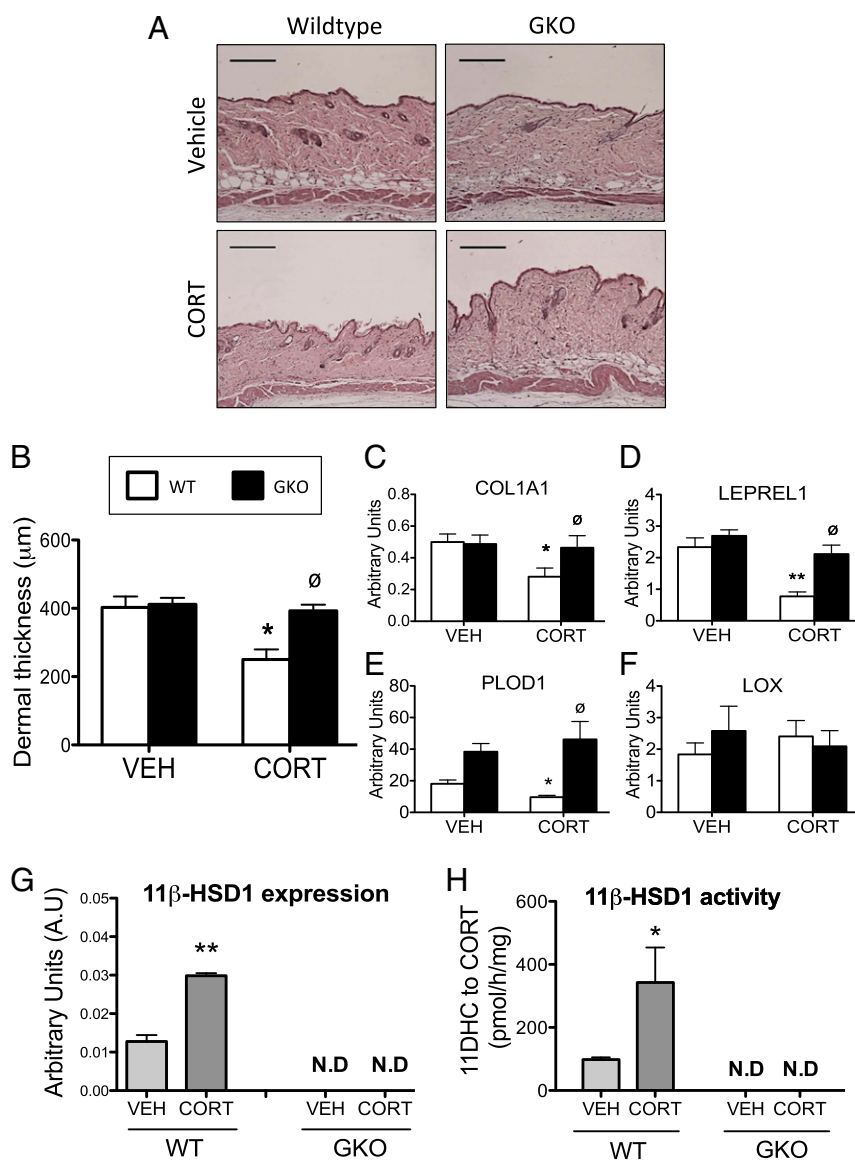 A
Wildtype
GKO
Vehicle
CORT
B
WT
GKO
Dermal thickness (μm)
600
400
200
0
*
Ø
VEH
CORT
C
COL1A1
Arbitrary Units
0.8
0.6
0.4
0.2
0.0
*
Ø
VEH
CORT
D
LEPREL1
Arbitrary Units
4
3
2
1
0
**
Ø
VEH
CORT
E
PLOD1
Arbitrary Units
80
60
40
20
0
*
Ø
VEH
CORT
F
LOX
Arbitrary Units
4
3
2
1
0
VEH
CORT
G
11β-HSD1 expression
Arbitrary Units (A.U)
0.05
0.04
0.03
0.02
0.01
0.00
**
N.D N.D
VEH CORT VEH CORT
WT GKO
H
11β-HSD1 activity
11DHC to CORT
(pmol/h/mg)
600
400
200
0
*
N.D N.D
VEH CORT VEH CORT
WT GKO